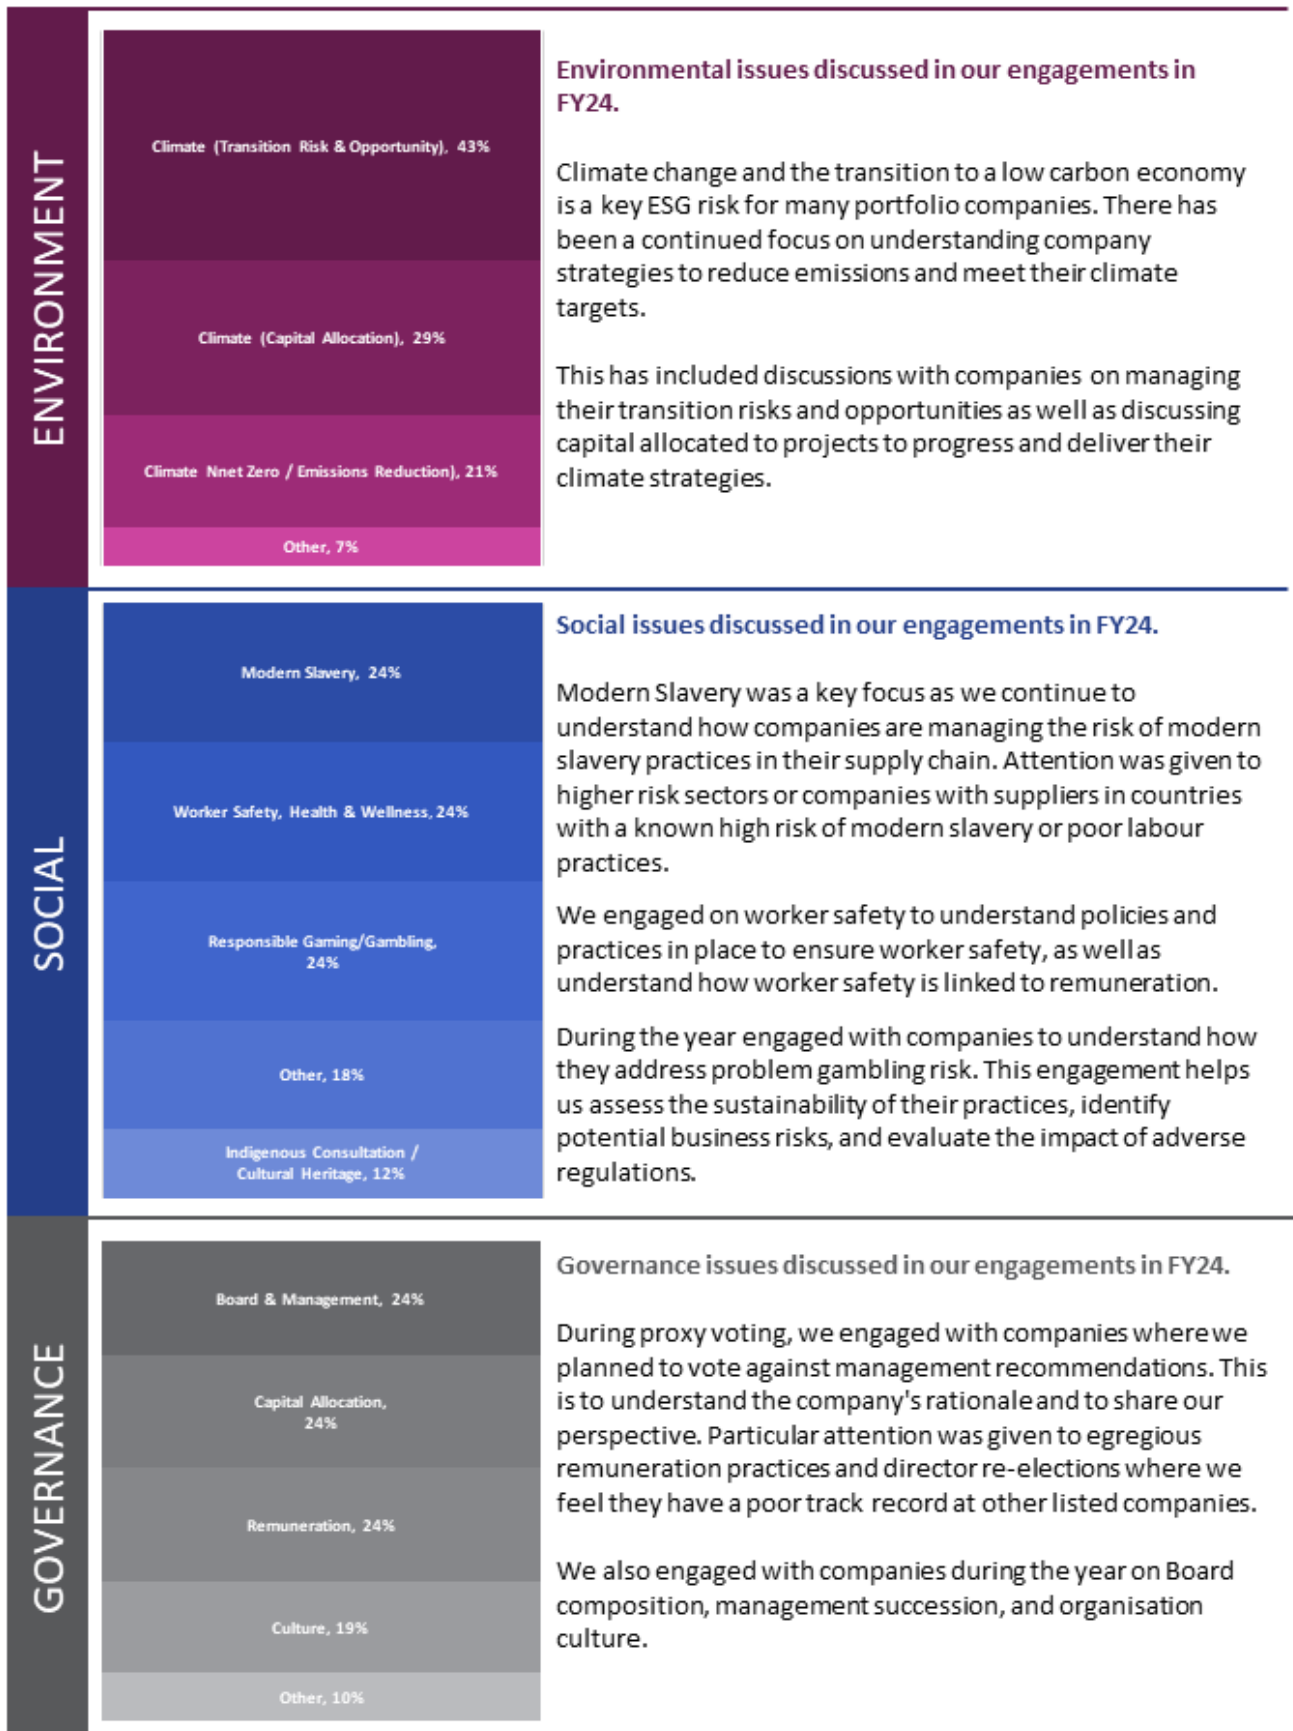 ENVIRONMENT
Climate (Transition Risk & Opportunity), 43%
Climate (Capital Allocation), 29%
Climate Nnet Zero / Emissions Reduction), 21%
Other, 7%
Environmental issues discussed in our engagements in
FY24.
Climate change and the transition to a low carbon economy
is a key ESG risk for many portfolio companies. There has
been a continued focus on understanding company
strategies to reduce emissions and meet their climate
targets.
This has included discussions with companies on managing
their transition risks and opportunities as well as discussing
capital allocated to projects to progress and deliver their
climate strategies.
SOCIAL
Modern Slavery, 24%
Worker Safety, Health & Wellness, 24%
Responsible Gaming/Gambling,
24%
Other, 18%
Indigenous Consultation /
Cultural Heritage, 12%
Social issues discussed in our engagements in FY24.
Modern Slavery was a key focus as we continue to
understand how companies are managing the risk of modern
slavery practices in their supply chain. Attention was given to
higher risk sectors or companies with suppliers in countries
with a known high risk of modern slavery or poor labour
practices.
We engaged on worker safety to understand policies and
practices in place to ensure worker safety, as well as
understand how worker safety is linked to remuneration.
During the year engaged with companies to understand how
they address problem gambling risk. This engagement helps
us assess the sustainability of their practices, identify
potential business risks, and evaluate the impact of adverse
regulations.
GOVERNANCE
Board & Management, 24%
Capital Allocation,
24%
Remuneration, 24%
Culture, 19%
Other, 10%
Governance issues discussed in our engagements in FY24.
During proxy voting, we engaged with companies where we
planned to vote against management recommendations. This
is to understand the company's rationale and to share our
perspective. Particular attention was given to egregious
remuneration practices and director re-elections where we
feel they have a poor track record at other listed companies.
We also engaged with companies during the year on Board
composition, management succession, and organisation
culture.